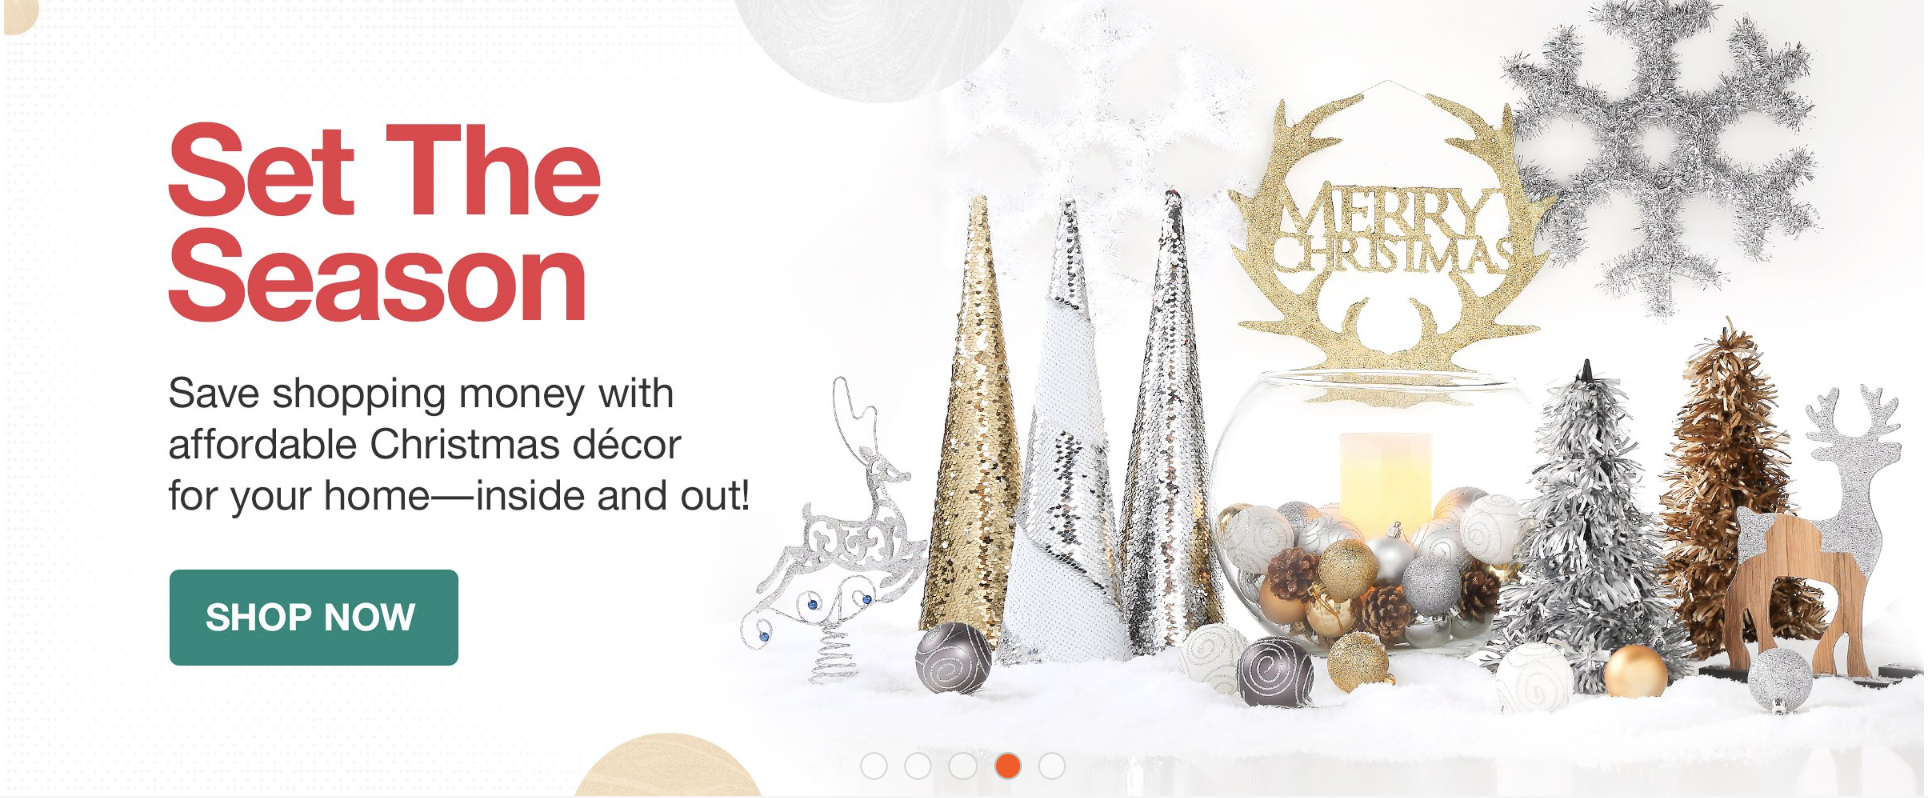 Set The
Season
Save shopping money with
affordable Christmas décor
for your home—inside and out!
SHOP NOW
MERRY
CHRISTMAS